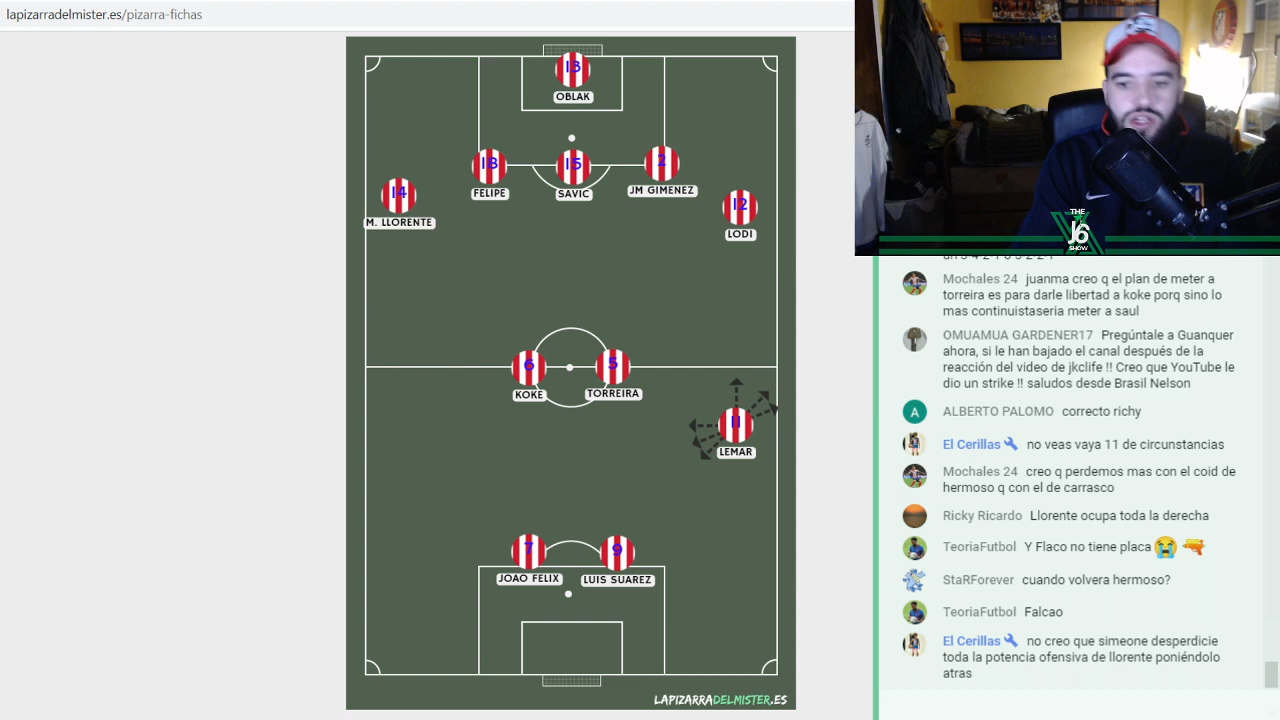 lapizarradelmister.es/pizarra-fichas
13
OBLAK
18
FELIPE
15
SAVIC
2
JM GIMENEZ
14
M. LLORENTE
12
LODI
6
KOKE
5
TORREIRA
11
LEMAR
7
JOAO FELIX
9
LUIS SUAREZ
LAPIZARRADELMISTER.ES
THE
J6
SHOW
Mochales 24 juanma creo q el plan de meter a
torreira es para darle libertad a koke porq sino lo
mas continuistaseria meter a saul
OMUAMUA GARDENER17 Pregúntale a Guanquer
ahora, si le han bajado el canal después de la
reacción del video de jkclife !! Creo que YouTube le
dio un strike !! saludos desde Brasil Nelson
A
ALBERTO PALOMO correcto richy
El Cerillas no veas vaya 11 de circunstancias
Mochales 24 creo q perdemos mas con el coid de
hermoso q con el de carrasco
Ricky Ricardo Llorente ocupa toda la derecha
TeoriaFutbol Y Flaco no tiene placa
StaRForever cuando volvera hermoso?
TeoriaFutbol Falcao
El Cerillas no creo que simeone desperdicie
toda la potencia ofensiva de llorente poniéndolo
atras